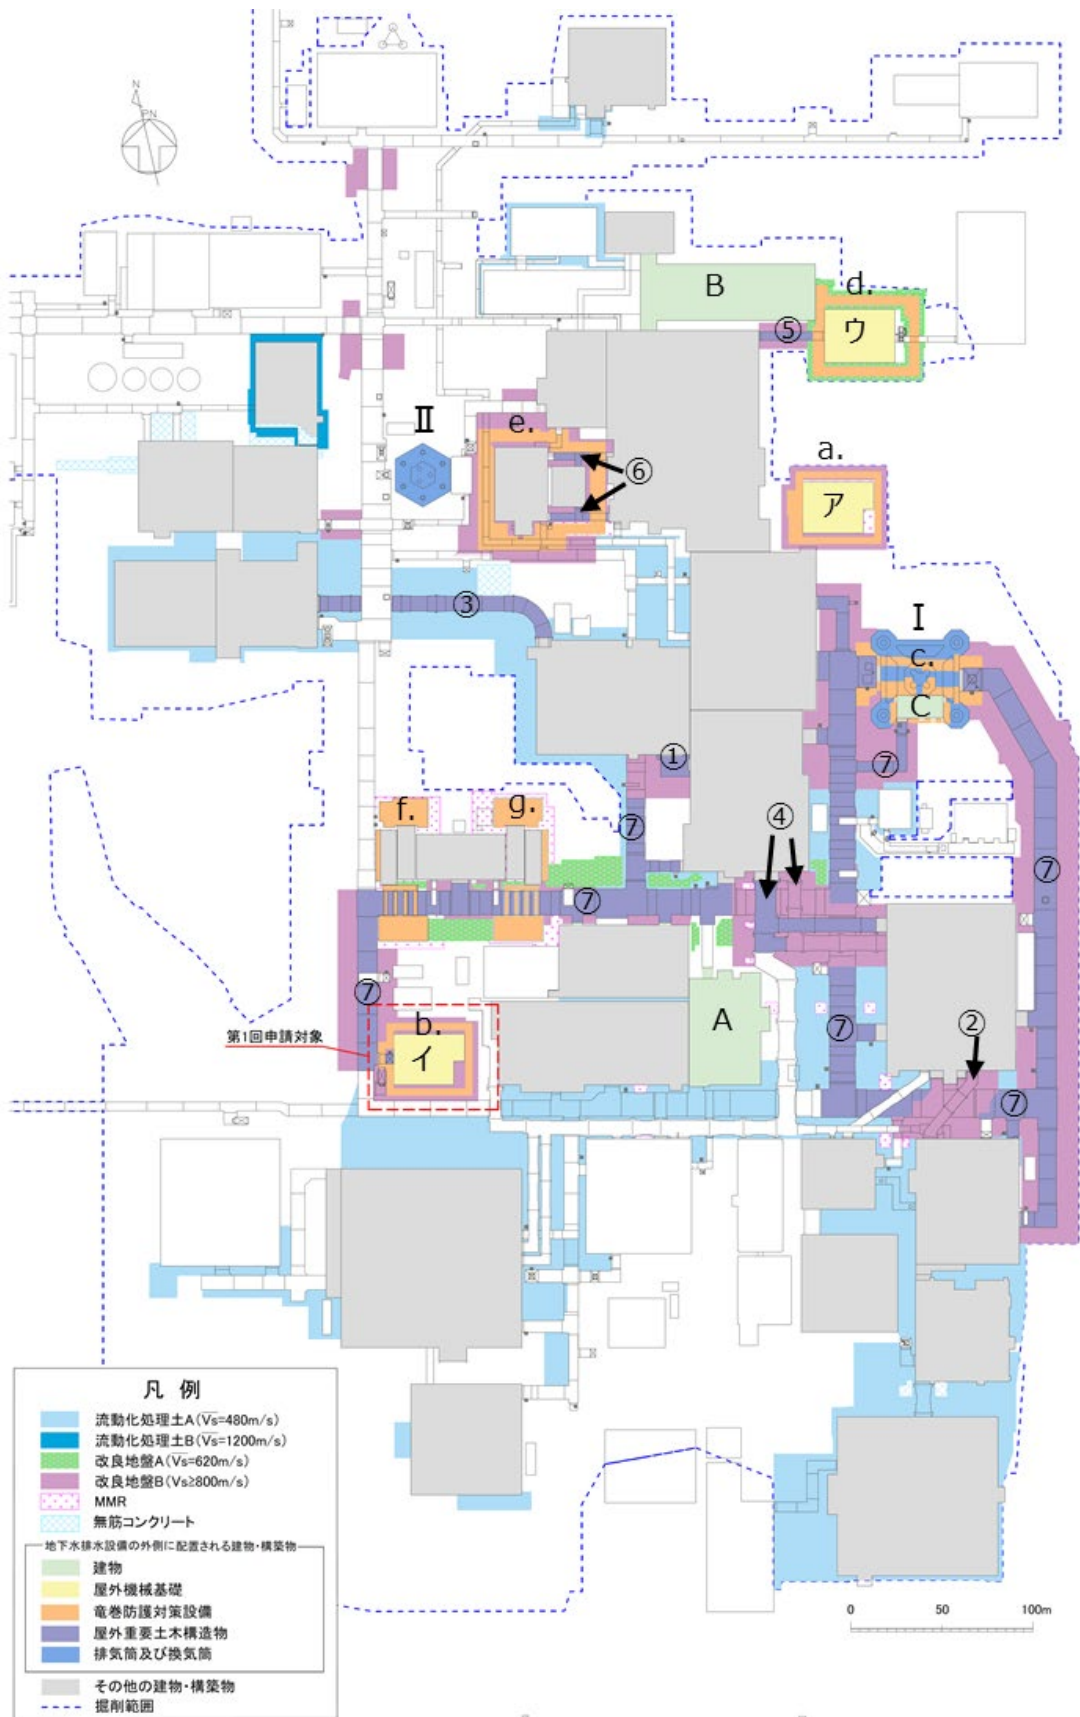 N
PN
B
d.
ウ
⑤
Ⅱ
e.
⑥
a.
ア
③
Ⅰ
c.
C
①
⑦
f.
g.
⑦
④
⑦
⑦
⑦
A
⑦
②
⑦
第1回申請対象
b.
イ
凡 例
流動化処理土A(Vs=480m/s)
流動化処理土B(Vs=1200m/s)
改良地盤A(Vs=620m/s)
改良地盤B(Vs≥800m/s)
MMR
無筋コンクリート
地下水排水設備の外側に配置される建物・構築物
建物
屋外機械基礎
竜巻防護対策設備
屋外重要土木構造物
排気筒及び換気筒
その他の建物・構築物
掘削範囲
0 50 100m